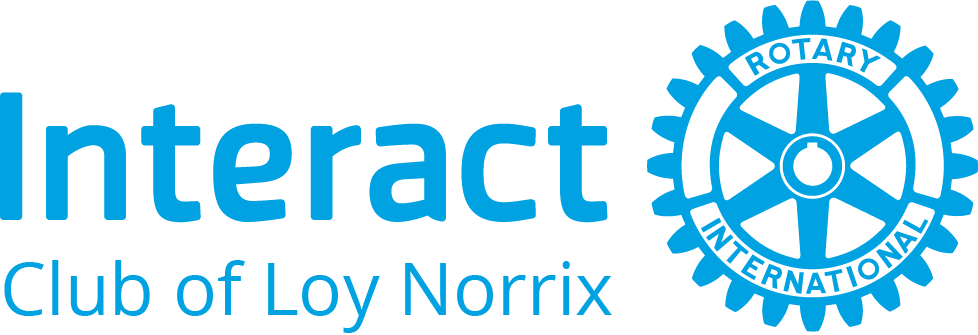 Interact
Club of Loy Norrix
ROTARY
INTERNATIONAL